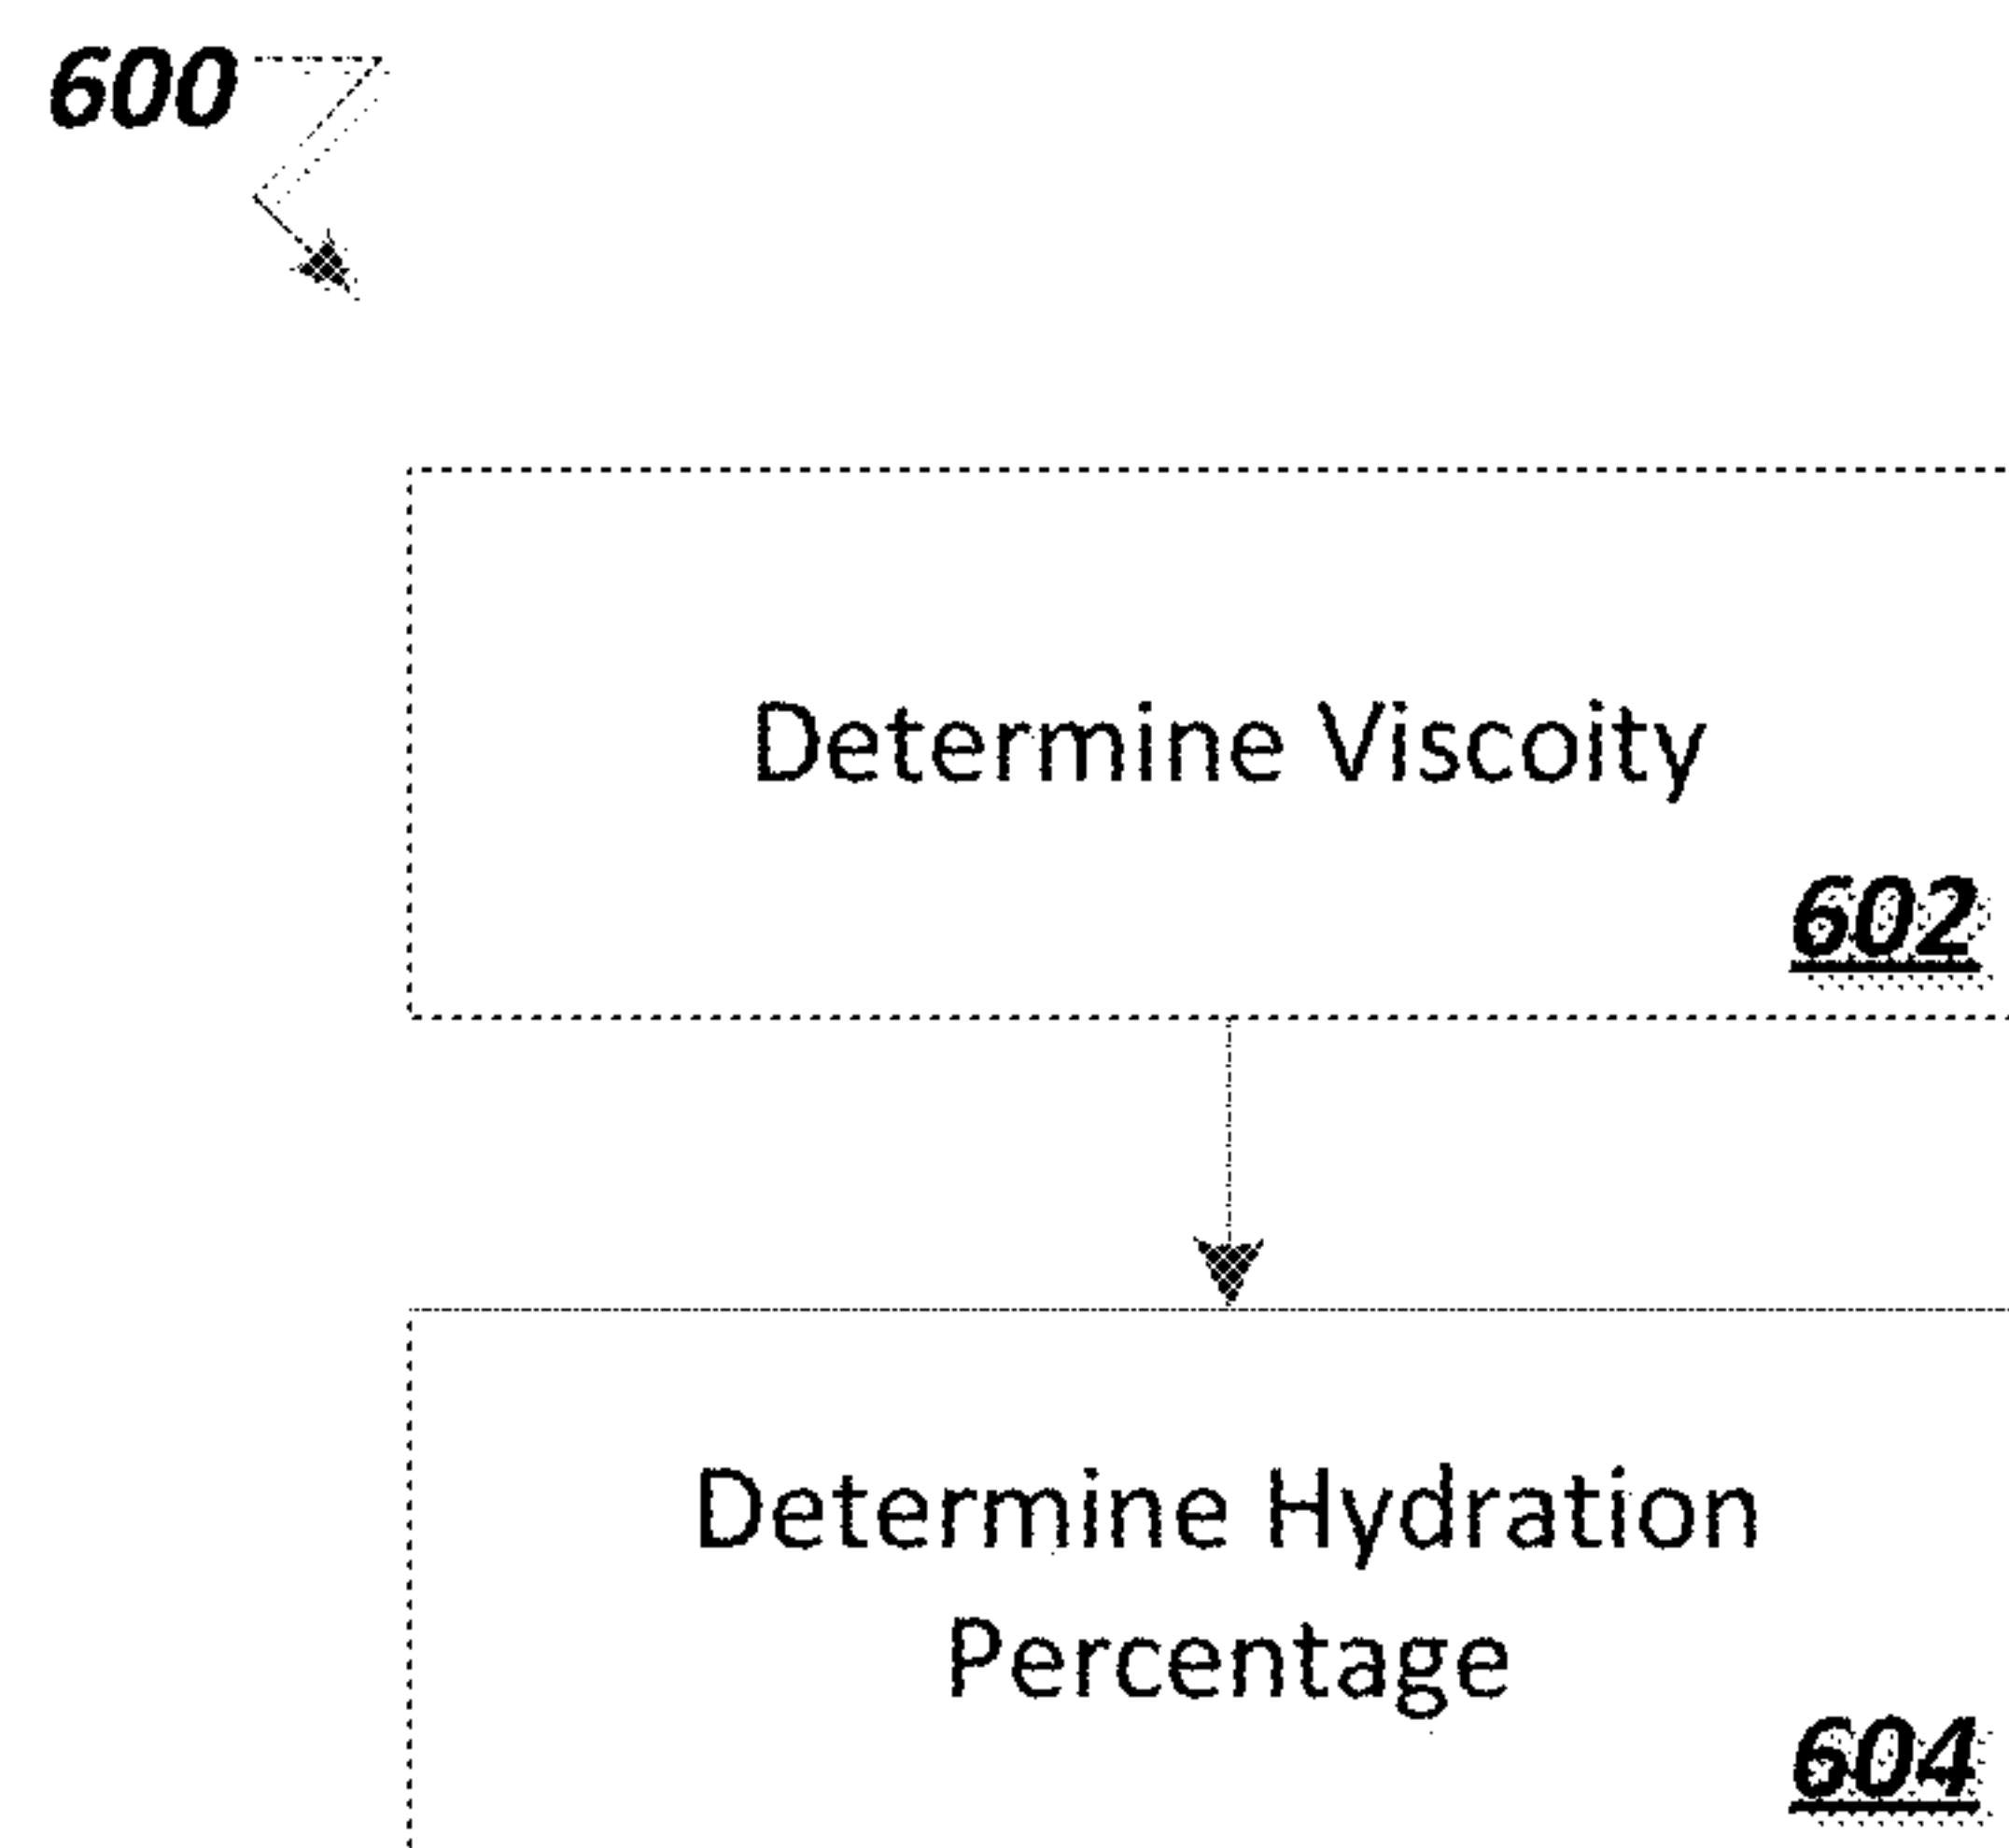 600
Determine Viscoity
602
Determine Hydration
Percentage
604